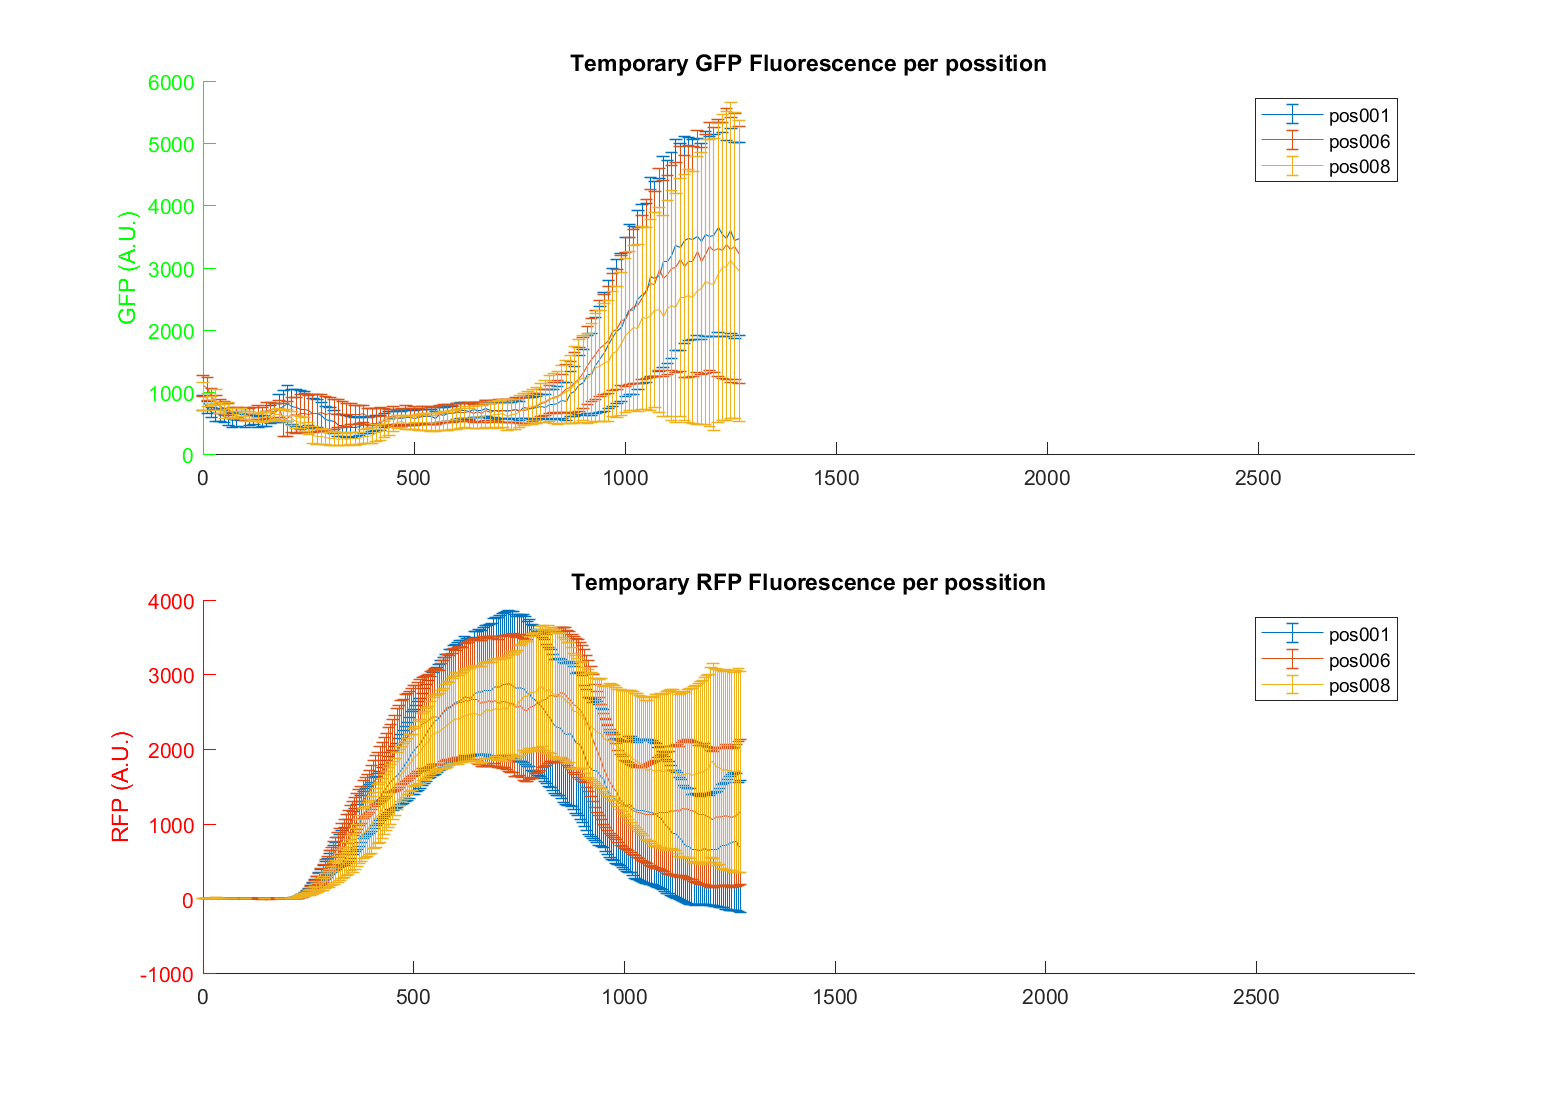 Temporary GFP Fluorescence per possition
6000
5000
4000
3000
2000
1000
0
GFP (A.U.)
0 500 1000 1500 2000 2500
pos001
pos006
pos008
Temporary RFP Fluorescence per possition
4000
3000
2000
1000
0
-1000
RFP (A.U.)
0 500 1000 1500 2000 2500
pos001
pos006
pos008